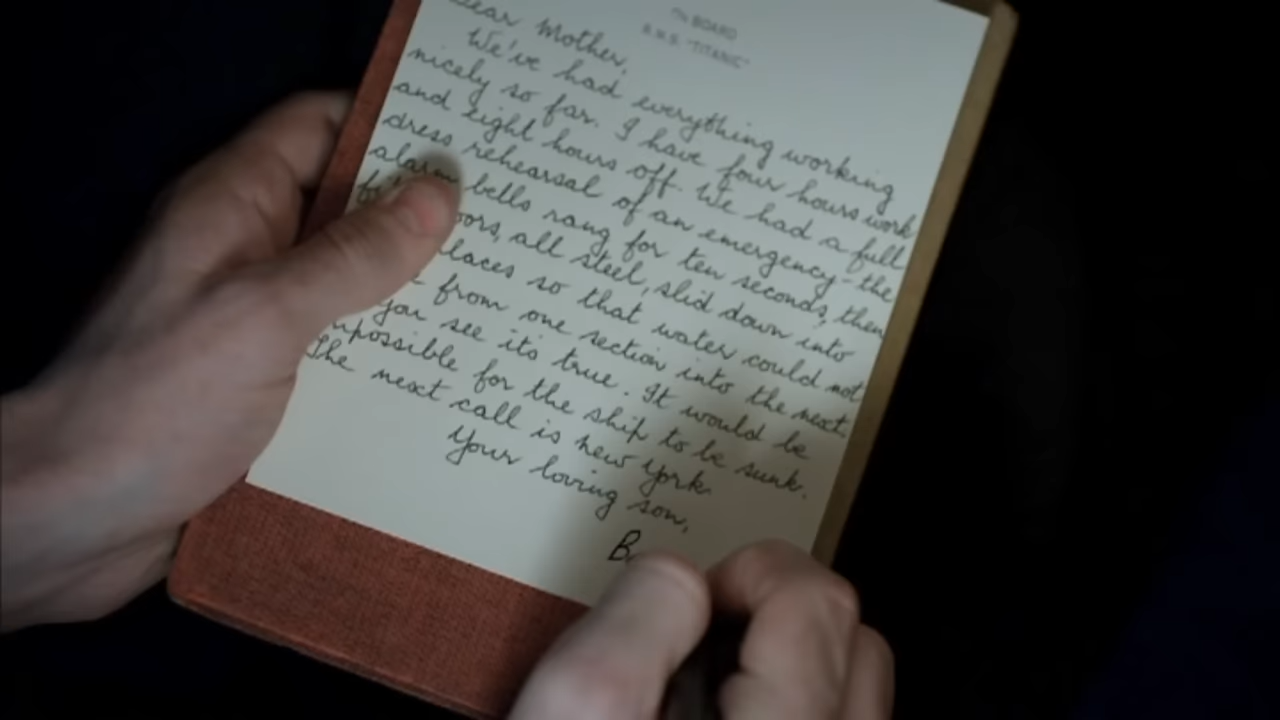 ON BOARD
R.M.S. "TITANIC"
Dear Mother,
We've had everything working
nicely so far. I have four hours work
and eight hours off. We had a full
dress rehearsal of an emergency - the
alarm bells rang for ten seconds, then
doors, all steel, slid down into
places so that water could not
from one section into the next.
you see its true. It would be
impossible for the ship to be sunk.
The next call is new york.
Your loving son,